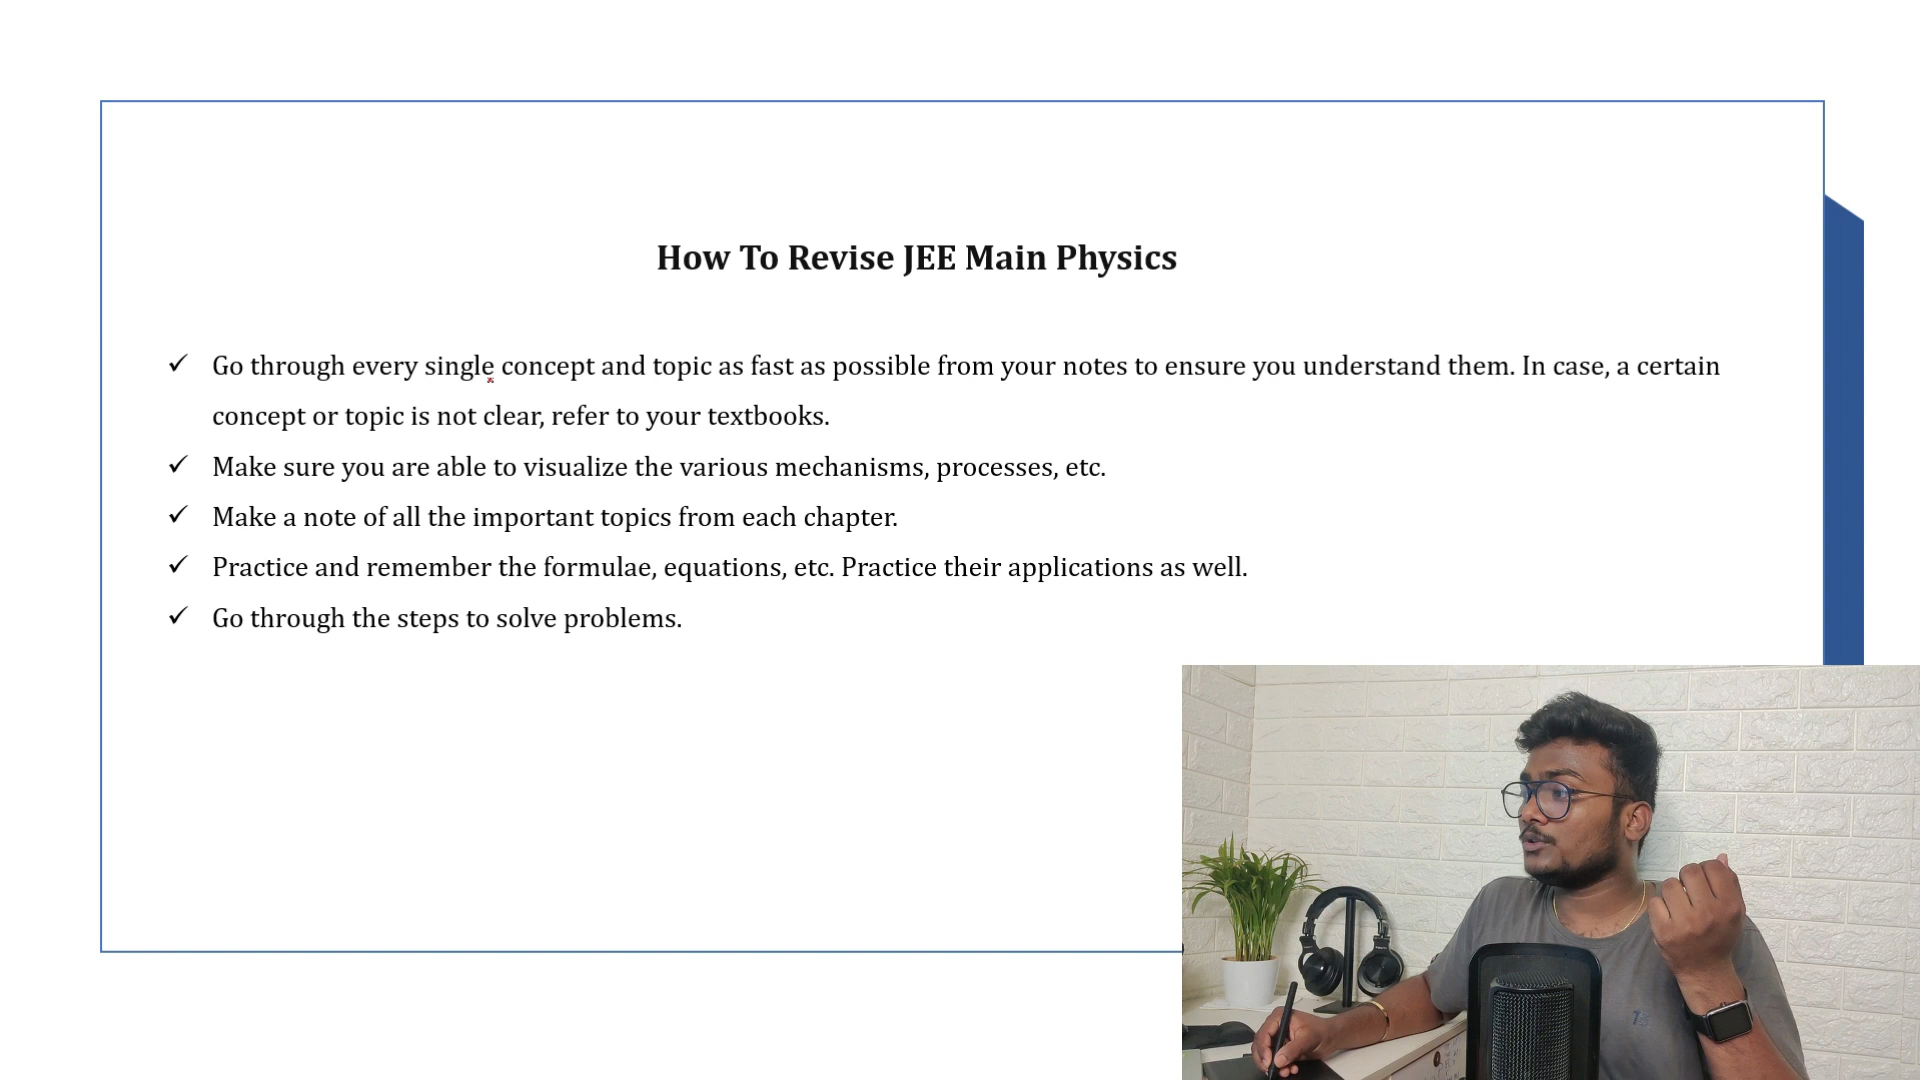 How To Revise JEE Main Physics
✓ Go through every single concept and topic as fast as possible from your notes to ensure you understand them. In case, a certain
concept or topic is not clear, refer to your textbooks.
✓ Make sure you are able to visualize the various mechanisms, processes, etc.
✓ Make a note of all the important topics from each chapter.
✓ Practice and remember the formulae, equations, etc. Practice their applications as well.
✓ Go through the steps to solve problems.